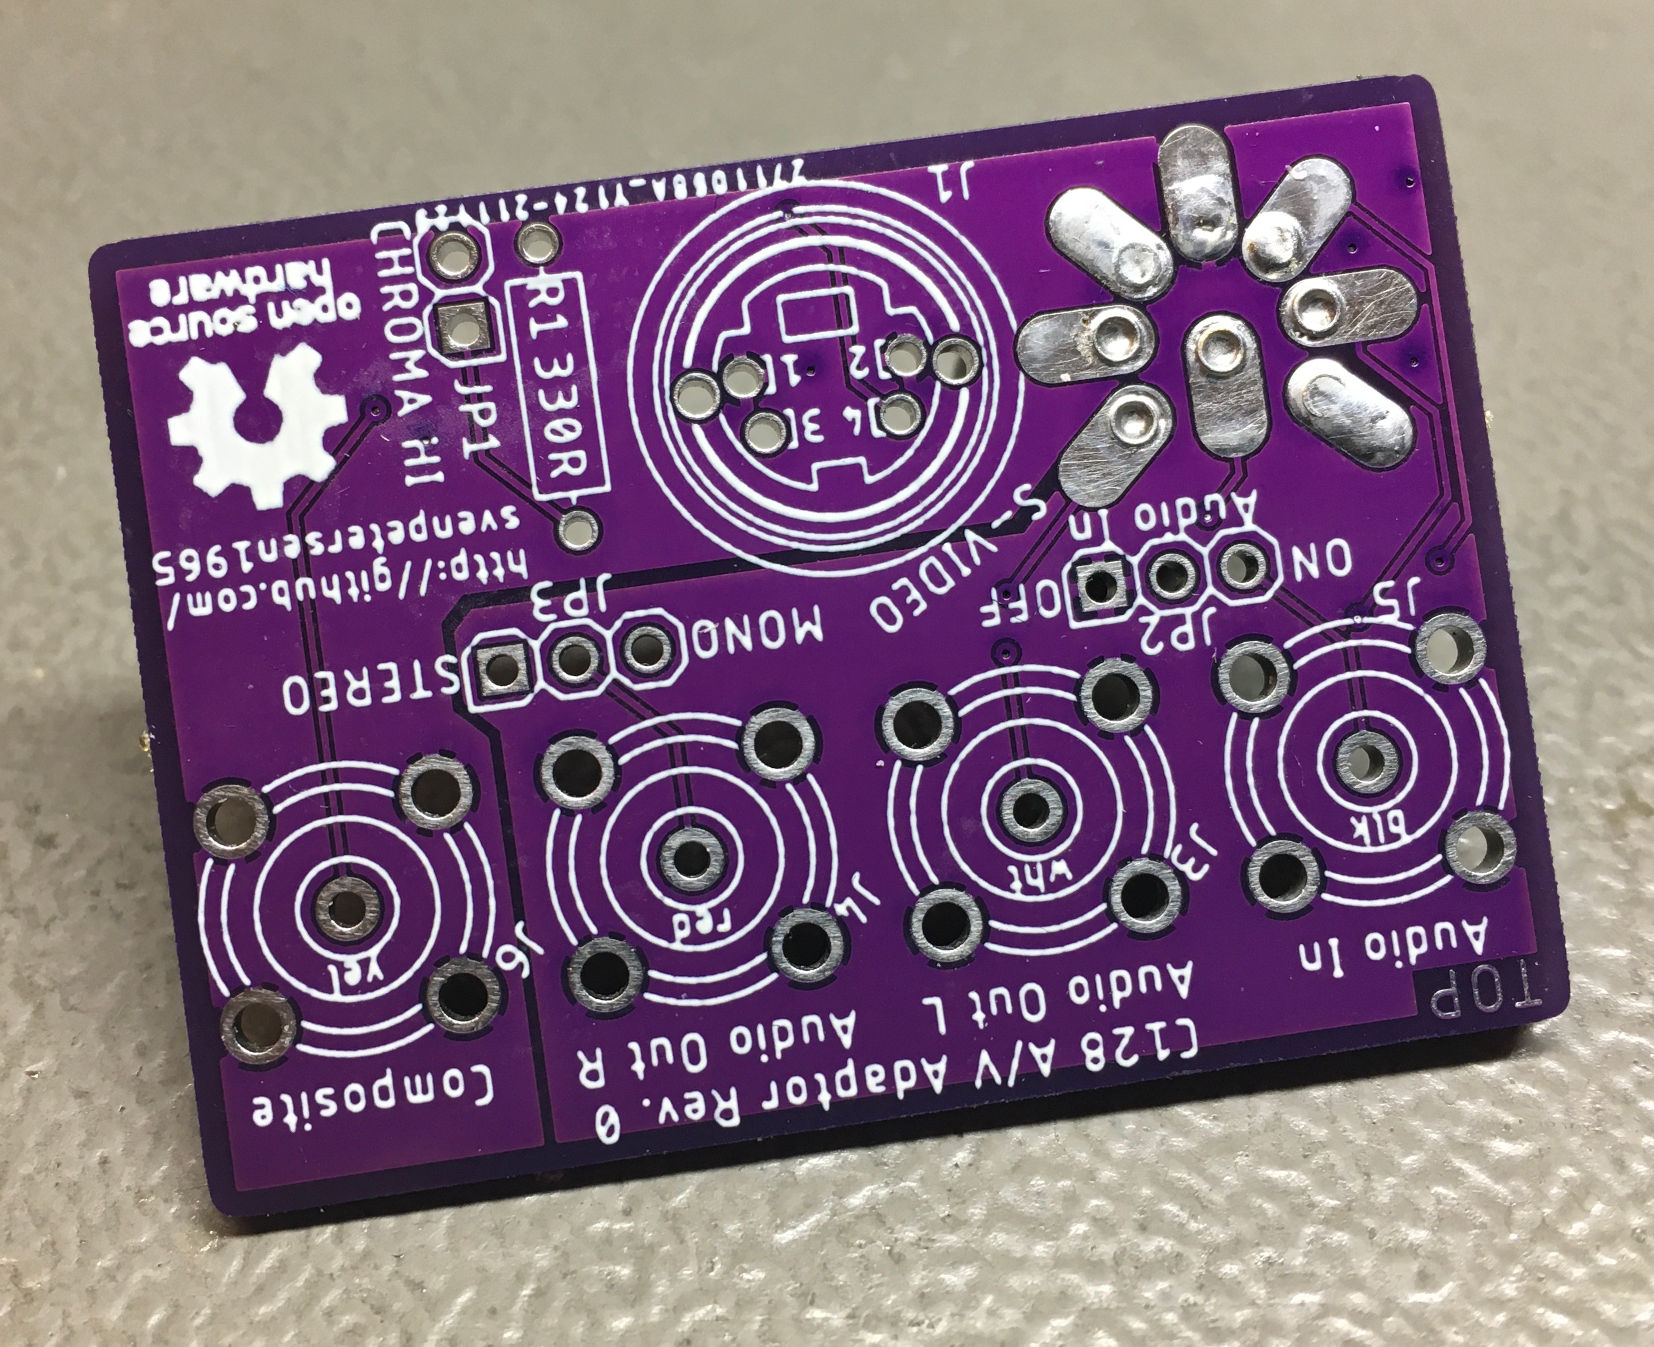 TOP
C128 A/V Adaptor Rev. 0
Audio In
Audio Out L
Audio Out R
Composite
blk
J5
wht
J3
red
J4
yel
J6
ON
JP2
OFF
Audio In
MONO
JP3
STEREO
S-VIDEO
http://github.com/
svenpetersen1965
4
3
2
1
J1
R1 330R
JP1
CHROMA HI
open source
hardware